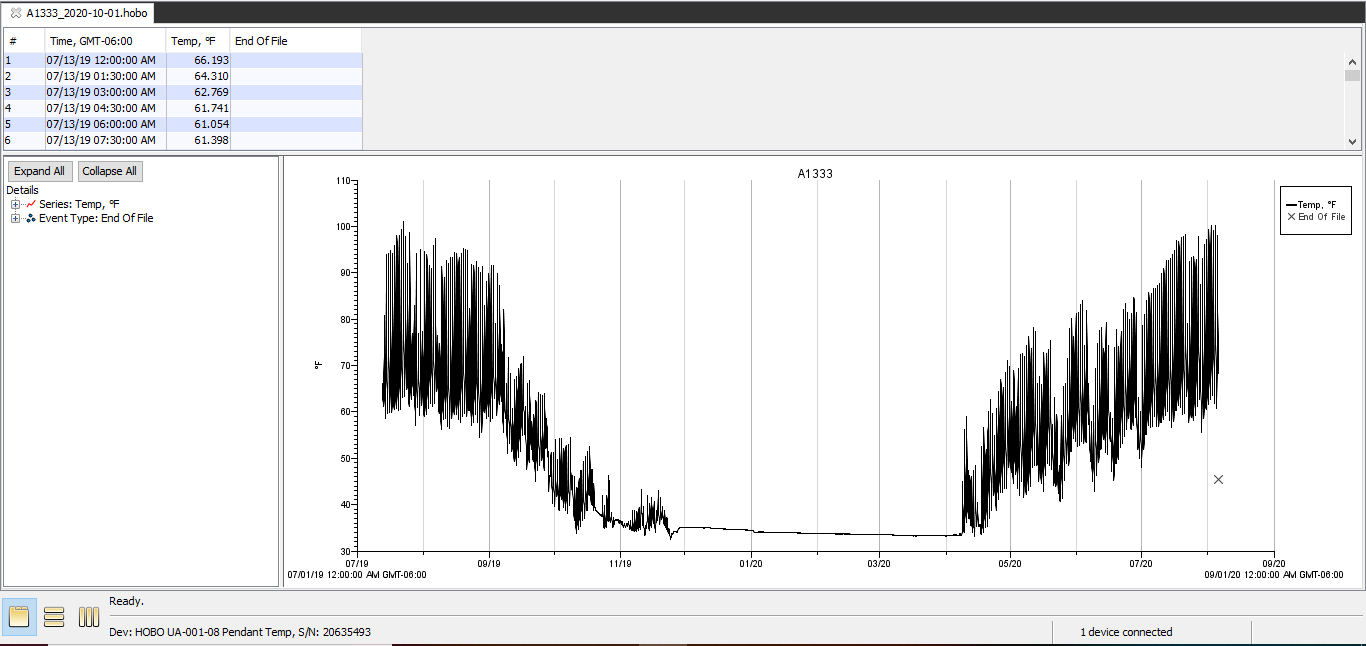 A1333_2020-10-01.hobo
# Time, GMT-06:00 Temp, °F End Of File
1 07/13/19 12:00:00 AM 66.193
2 07/13/19 01:30:00 AM 64.310
3 07/13/19 03:00:00 AM 62.769
4 07/13/19 04:30:00 AM 61.741
5 07/13/19 06:00:00 AM 61.054
6 07/13/19 07:30:00 AM 61.398
Expand All Collapse All
Details
Series: Temp, °F
Event Type: End Of File
A1333
110
100
90
80
70
60
50
40
30
°F
Temp, °F
End Of File
07/19 09/19 11/19 01/20 03/20 05/20 07/20 09/20
07/01/19 12:00:00 AM GMT-06:00 09/01/20 12:00:00 AM GMT-06:00
Ready.
Dev: HOBO UA-001-08 Pendant Temp, S/N: 20635493 1 device connected